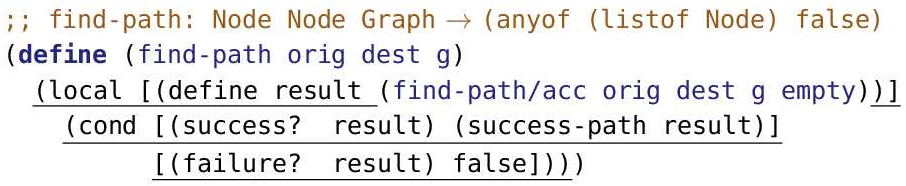 ;; find-path: Node Node Graph → (anyof (listof Node) false)
(define (find-path orig dest g)
(local [(define result (find-path/acc orig dest g empty))]
(cond [(success? result) (success-path result)]
[(failure? result) false])))